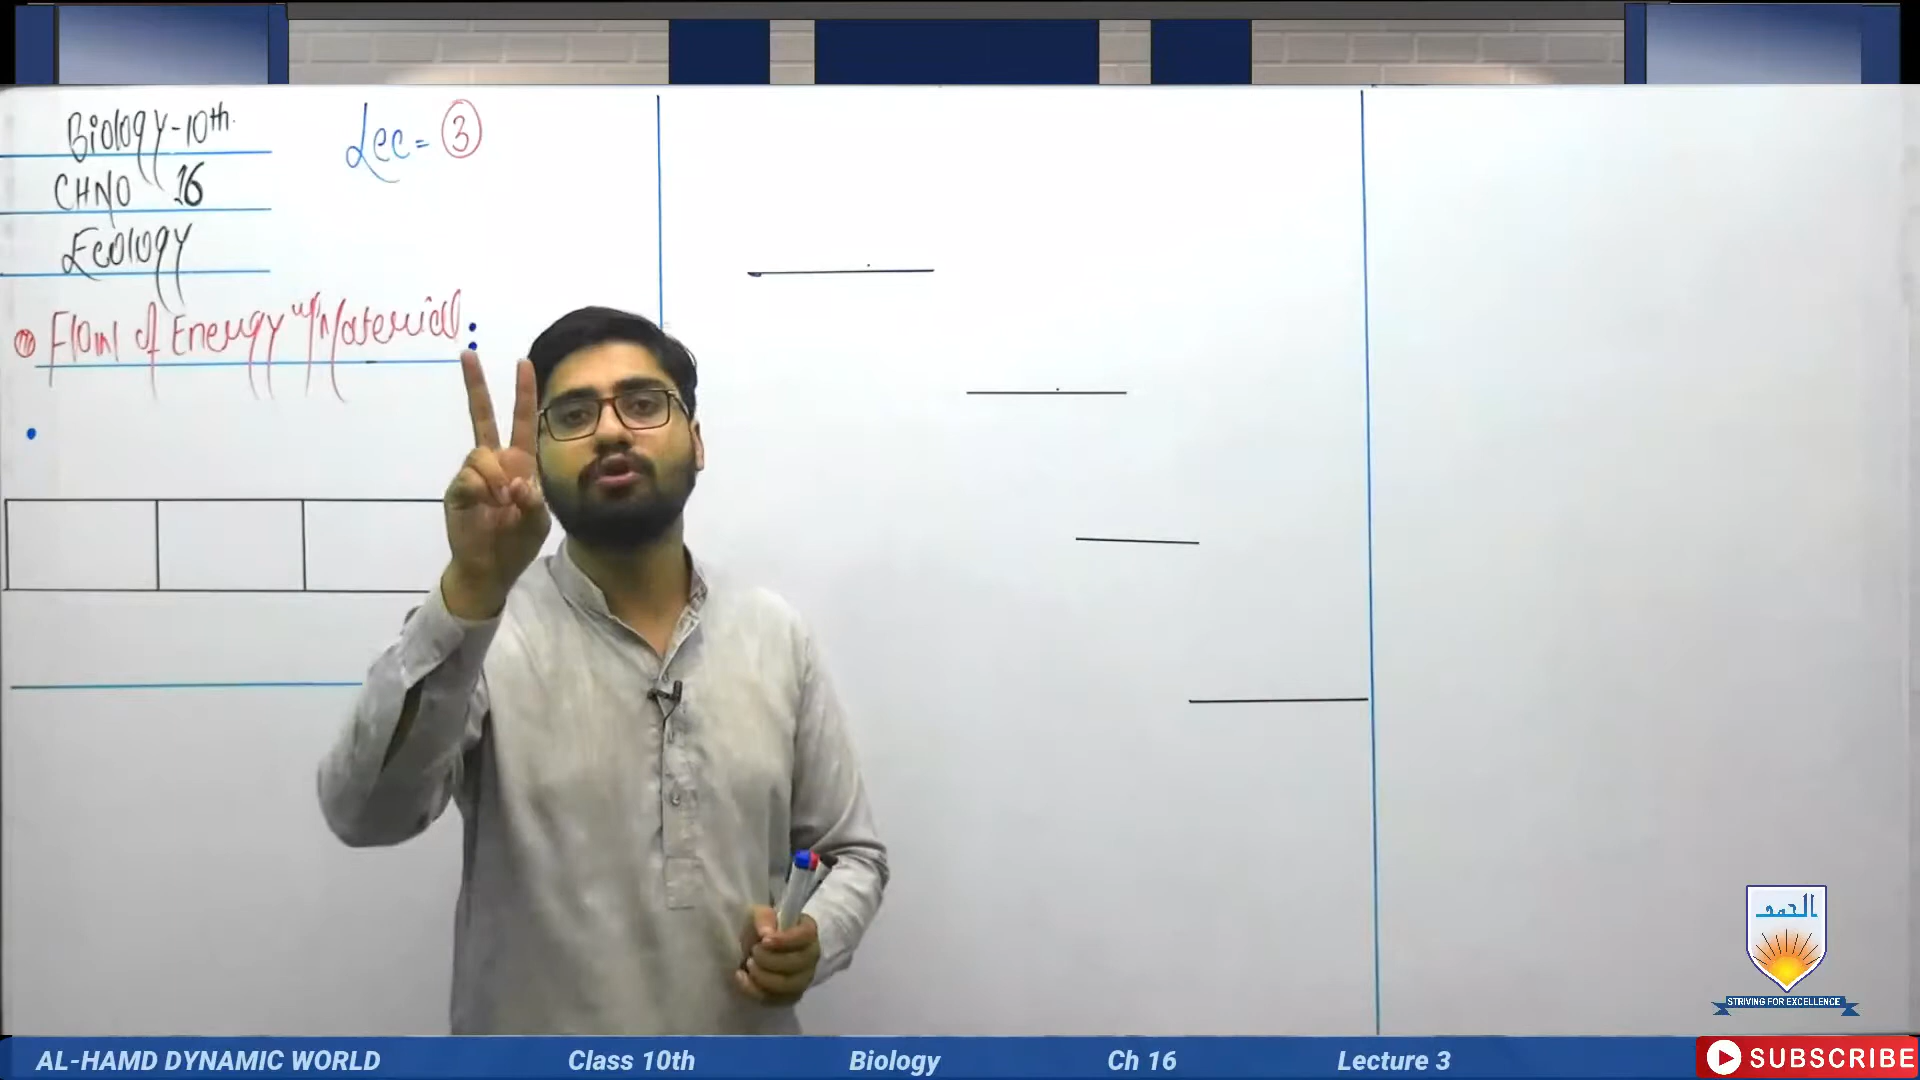 Biology-10th.
CHNO 16
Ecology
Lec = 3
Flow of Energy Material:
الحمد
STRIVING FOR EXCELLENCE
AL-HAMD DYNAMIC WORLD Class 10th Biology Ch 16 Lecture 3
SUBSCRIBE